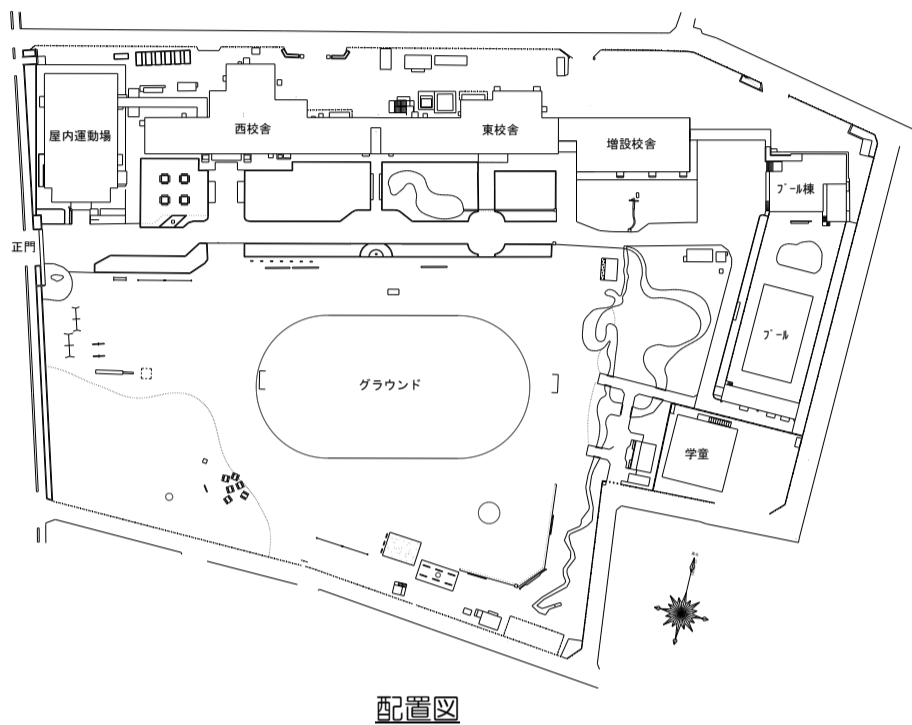 屋内運動場
西校舎
東校舎
増設校舎
プール棟
正門
プール
グラウンド
学童
配置図